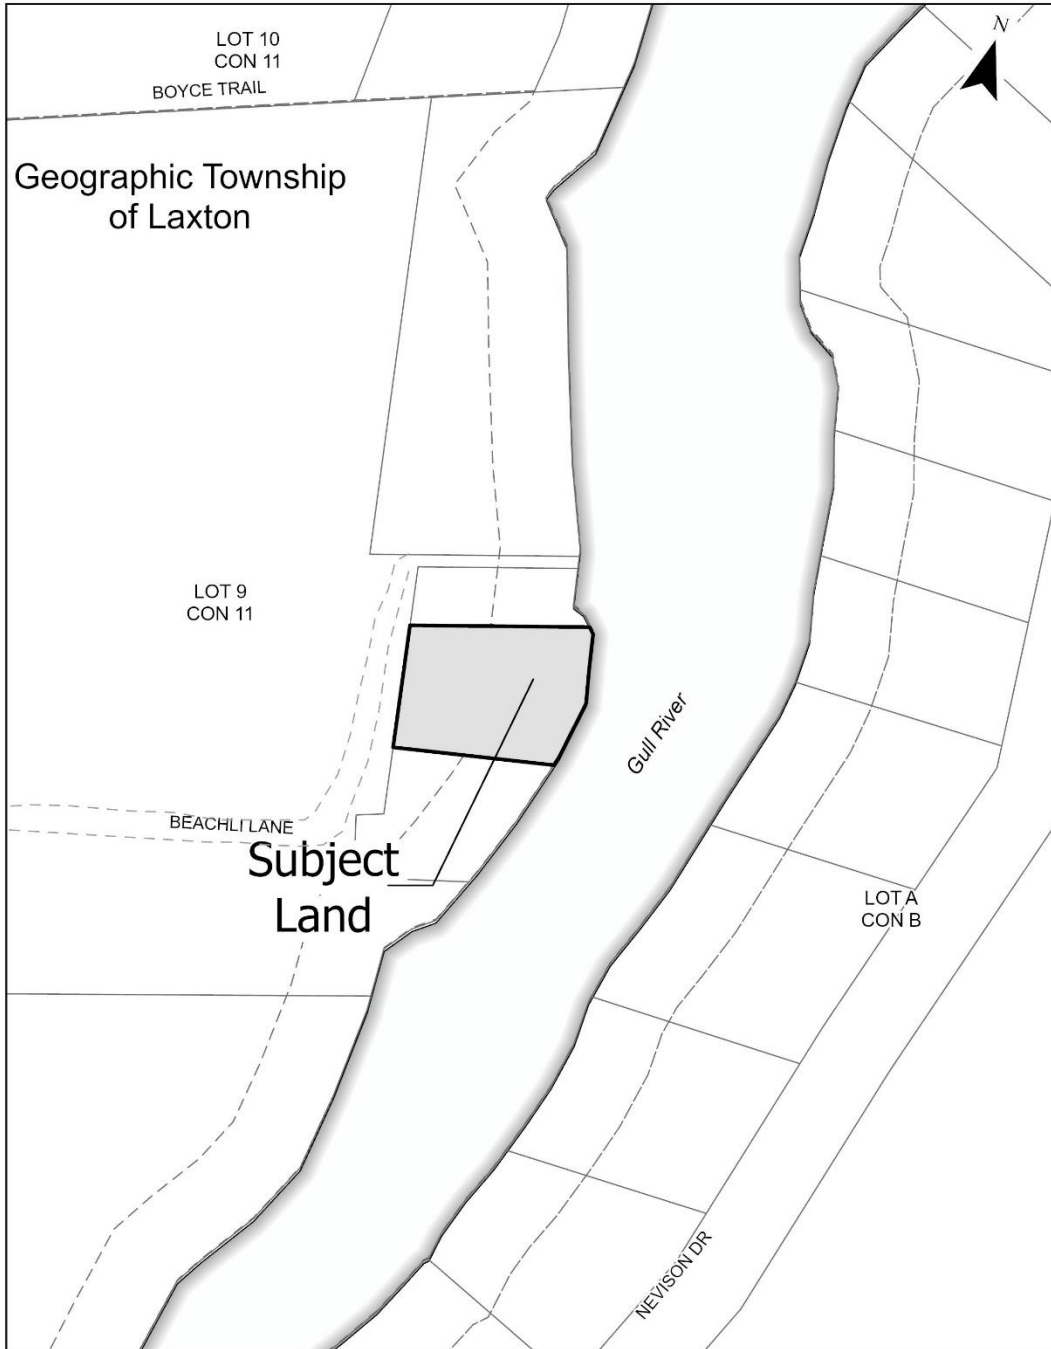 N
LOT 10
CON 11
BOYCE TRAIL
Geographic Township
of Laxton
LOT 9
CON 11
Gull River
BEACHLI LANE
Subject
Land
LOT A
CON B
NEVISON DR